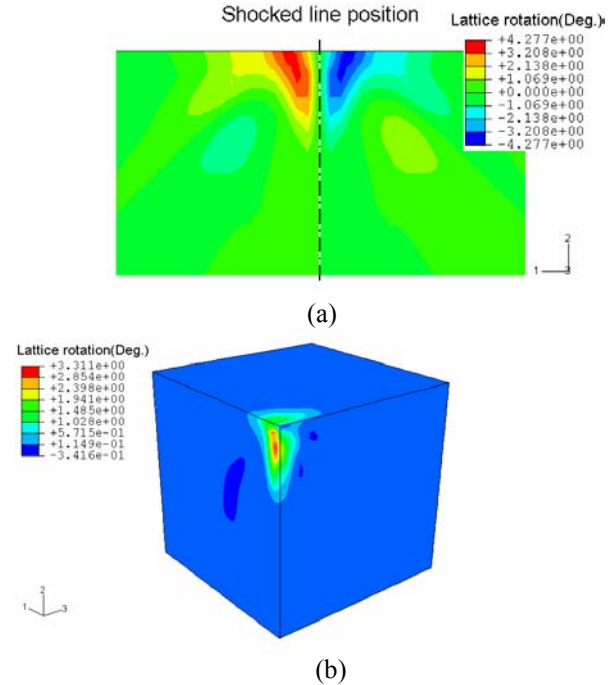 Shocked line position
Lattice rotation(Deg.)
+4.277e+00
+3.208e+00
+2.138e+00
+1.069e+00
+0.000e+00
-1.069e+00
-2.138e+00
-3.208e+00
-4.277e+00
2
1
3
(a)
Lattice rotation(Deg.)
+3.311e+00
+2.854e+00
+2.398e+00
+1.941e+00
+1.485e+00
+1.028e+00
+5.715e-01
+1.149e-01
-3.416e-01
2
1
3
(b)